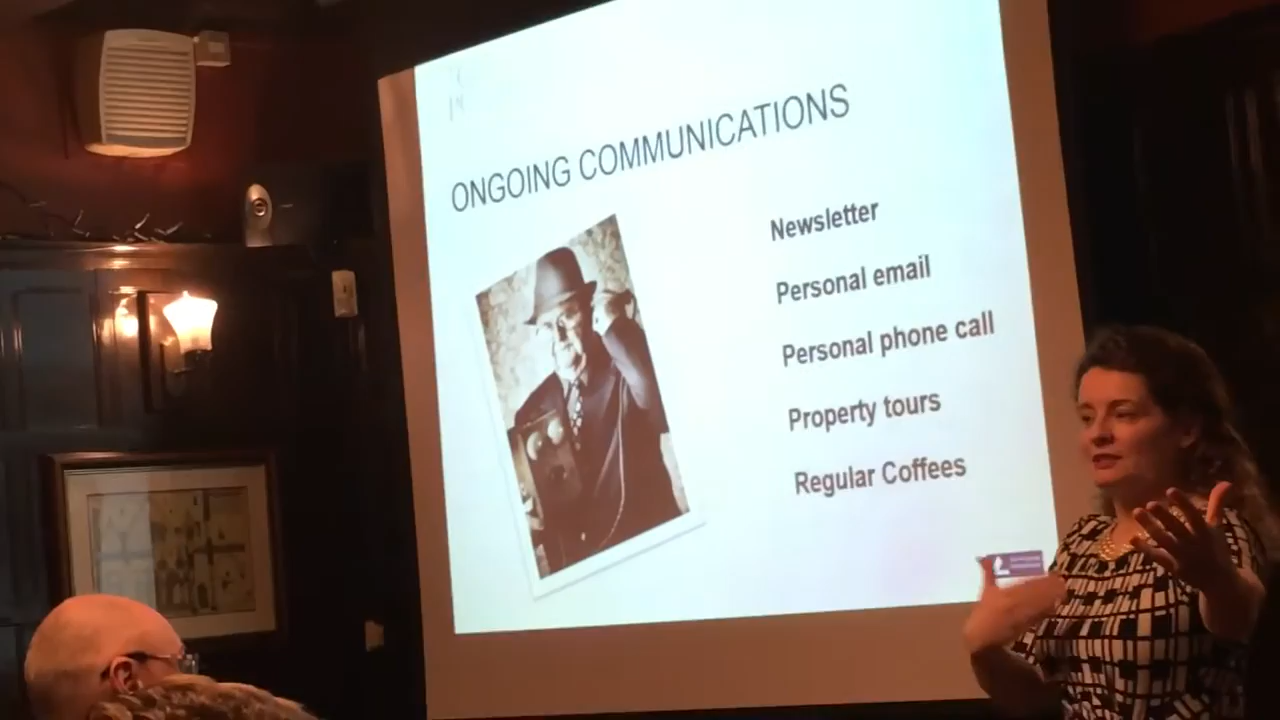 ONGOING COMMUNICATIONS
Newsletter
Personal email
Personal phone call
Property tours
Regular Coffees